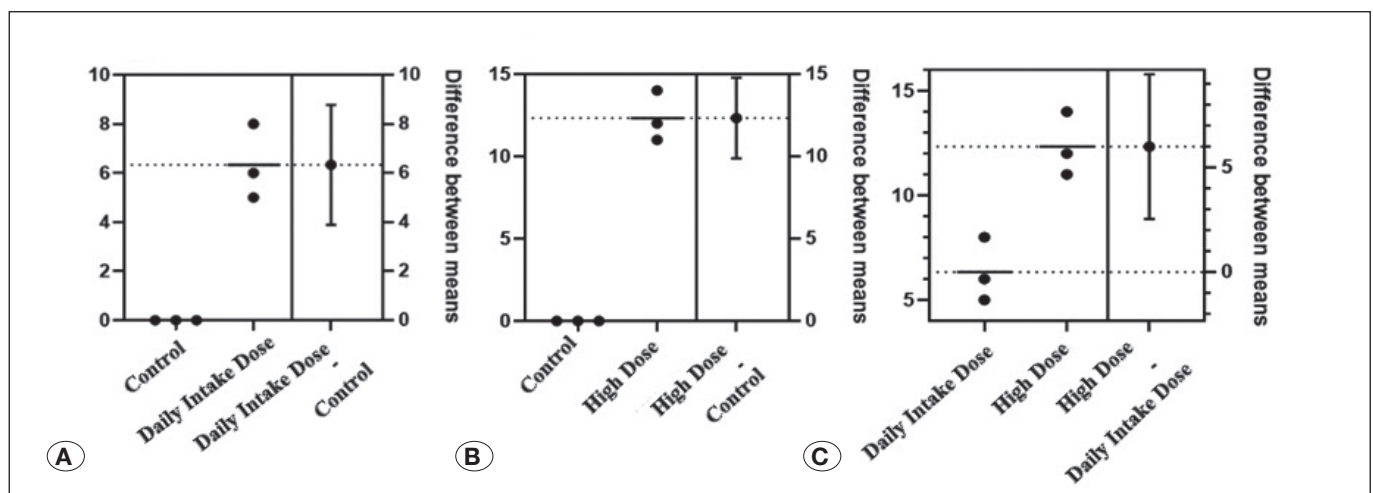 10
8
6
4
2
0
10
8
6
4
2
0
Difference between means
Control
Daily Intake Dose
Daily Intake Dose
-
Control
A
15
10
5
0
15
10
5
0
Difference between means
Control
High Dose
High Dose
-
Control
B
15
10
5
5
0
Difference between means
Daily Intake Dose
High Dose
High Dose
-
Daily Intake Dose
C